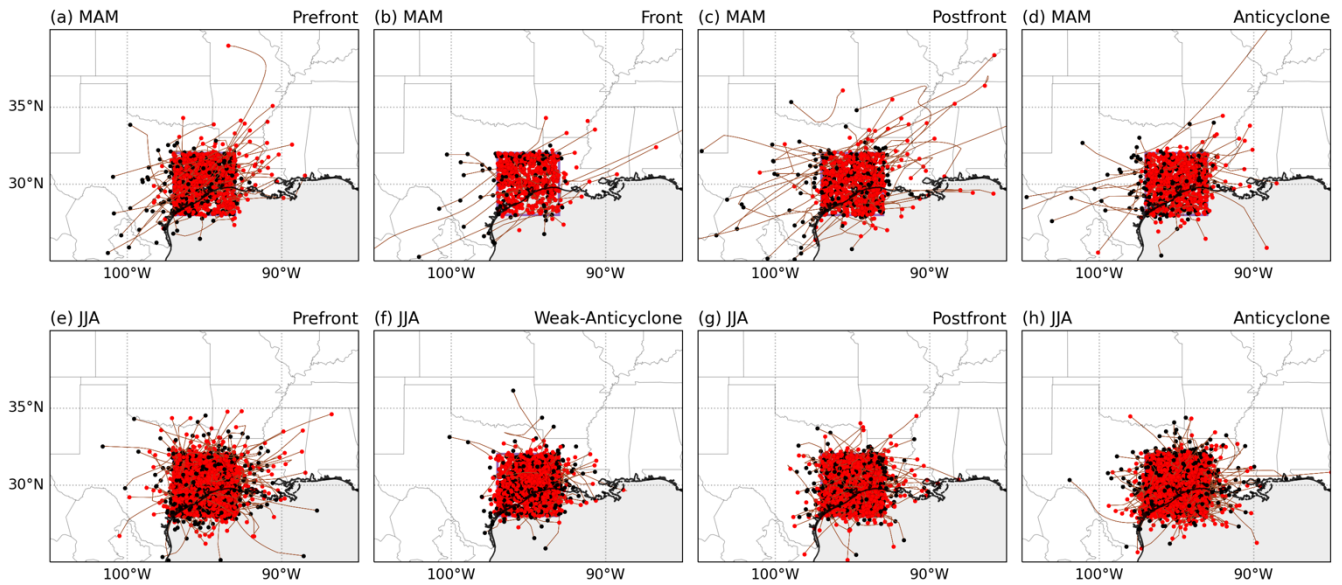 (a) MAM Prefront (b) MAM Front (c) MAM Postfront (d) MAM Anticyclone
35°N
30°N
100°W 90°W 100°W 90°W 100°W 90°W 100°W 90°W
(e) JJA Prefront (f) JJA Weak-Anticyclone (g) JJA Postfront (h) JJA Anticyclone
35°N
30°N
100°W 90°W 100°W 90°W 100°W 90°W 100°W 90°W